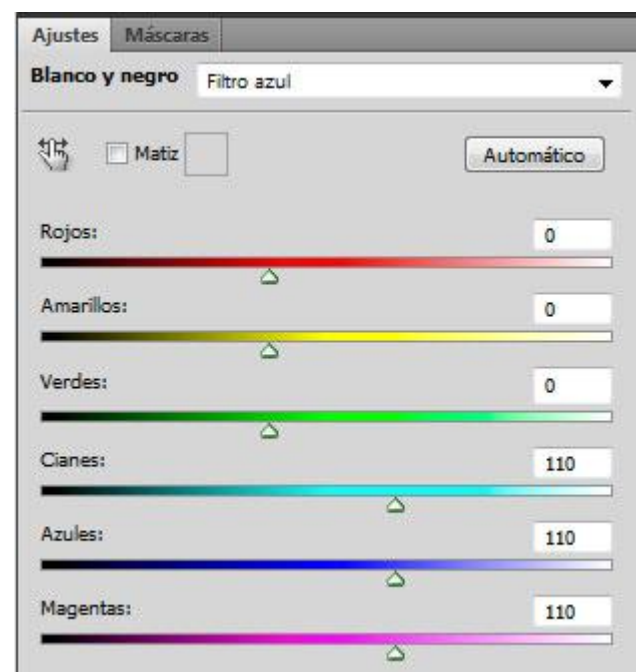 Ajustes Máscaras
Blanco y negro Filtro azul
Matiz Automático
Rojos: 0
Amarillos: 0
Verdes: 0
Cianes: 110
Azules: 110
Magentas: 110